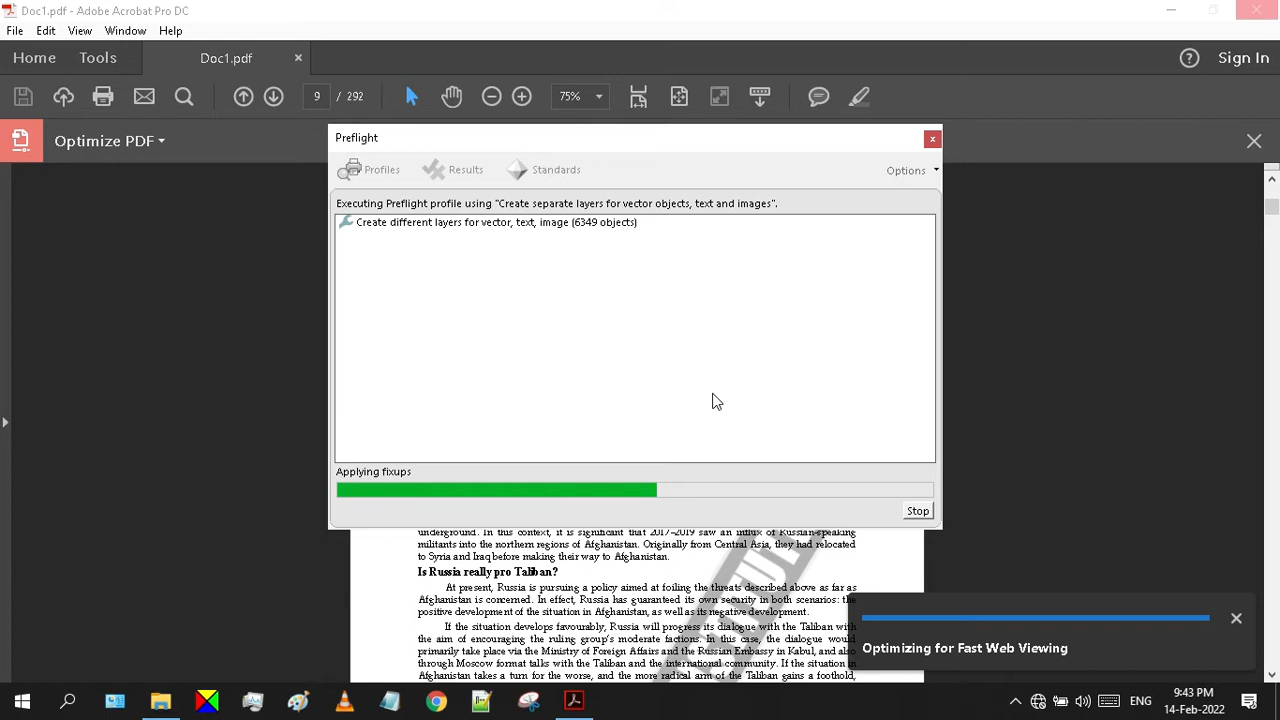 Doc1.pdf - Adobe Acrobat Pro DC
File Edit View Window Help
Home Tools Doc1.pdf Sign In
9 / 292 75%
Optimize PDF
Preflight
Profiles Results Standards Options
Executing Preflight profile using "Create separate layers for vector objects, text and images".
Create different layers for vector, text, image (6349 objects)
Applying fixups
Stop
underground. In this context, it is significant that 2017–2019 saw an influx of Russian-speaking
militants into the northern regions of Afghanistan. Originally from Central Asia, they had relocated
to Syria and Iraq before making their way to Afghanistan.
Is Russia really pro Taliban?
At present, Russia is pursuing a policy aimed at foiling the threats described above as far as
Afghanistan is concerned. In effect, Russia has guaranteed its own security in both scenarios: the
positive development of the situation in Afghanistan, as well as its negative development.
If the situation develops favourably, Russia will progress its dialogue with the Taliban with
the aim of encouraging the ruling group's moderate factions. In this case, the dialogue would
primarily take place via the Ministry of Foreign Affairs and the Russian Embassy in Kabul, and also
through Moscow format talks with the Taliban and the international community. If the situation in
Afghanistan takes a turn for the worse, and the more radical arm of the Taliban gains a foothold,
Optimizing for Fast Web Viewing
ENG
9:43 PM
14-Feb-2022